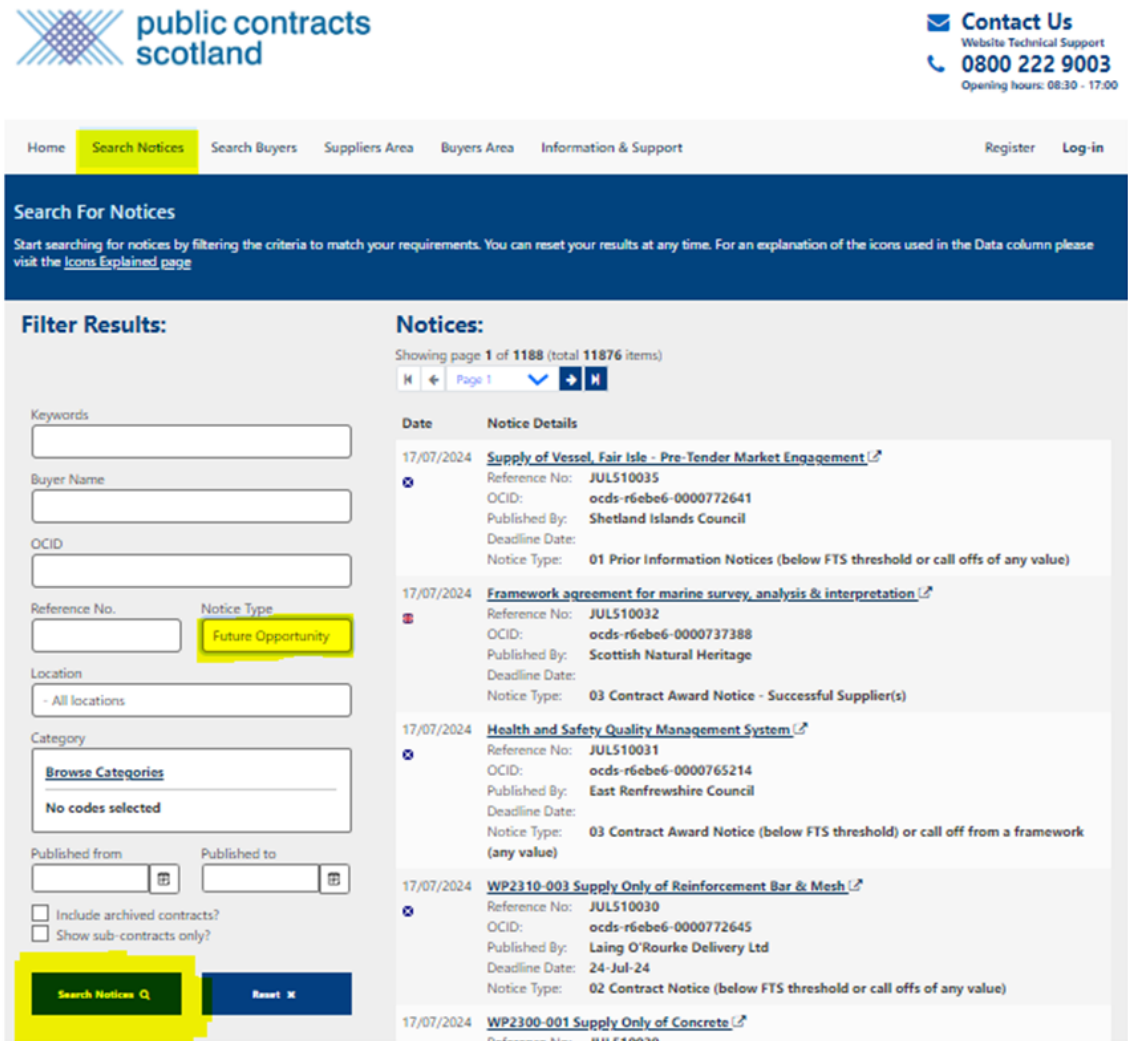 public contracts
scotland
Contact Us
Website Technical Support
0800 222 9003
Opening hours: 08:30 - 17:00
Home Search Notices Search Buyers Suppliers Area Buyers Area Information & Support Register Log-in
Search For Notices
Start searching for notices by filtering the criteria to match your requirements. You can reset your results at any time. For an explanation of the icons used in the Data column please
visit the Icons Explained page
Filter Results:
Keywords
Buyer Name
OCID
Reference No. Notice Type
Future Opportunity
Location
- All locations
Category
Browse Categories
No codes selected
Published from Published to
Include archived contracts?
Show sub-contracts only?
Search Notices Reset
Notices:
Showing page 1 of 1188 (total 11876 items)
Page 1
Date Notice Details
17/07/2024 Supply of Vessel, Fair Isle - Pre-Tender Market Engagement
Reference No: JUL510035
OCID: ocds-r6ebe6-0000772641
Published By: Shetland Islands Council
Deadline Date:
Notice Type: 01 Prior Information Notices (below FTS threshold or call offs of any value)
17/07/2024 Framework agreement for marine survey, analysis & interpretation
Reference No: JUL510032
OCID: ocds-r6ebe6-0000737388
Published By: Scottish Natural Heritage
Deadline Date:
Notice Type: 03 Contract Award Notice - Successful Supplier(s)
17/07/2024 Health and Safety Quality Management System
Reference No: JUL510031
OCID: ocds-r6ebe6-0000765214
Published By: East Renfrewshire Council
Deadline Date:
Notice Type: 03 Contract Award Notice (below FTS threshold) or call off from a framework
(any value)
17/07/2024 WP2310-003 Supply Only of Reinforcement Bar & Mesh
Reference No: JUL510030
OCID: ocds-r6ebe6-0000772645
Published By: Laing O'Rourke Delivery Ltd
Deadline Date: 24-Jul-24
Notice Type: 02 Contract Notice (below FTS threshold or call offs of any value)
17/07/2024 WP2300-001 Supply Only of Concrete